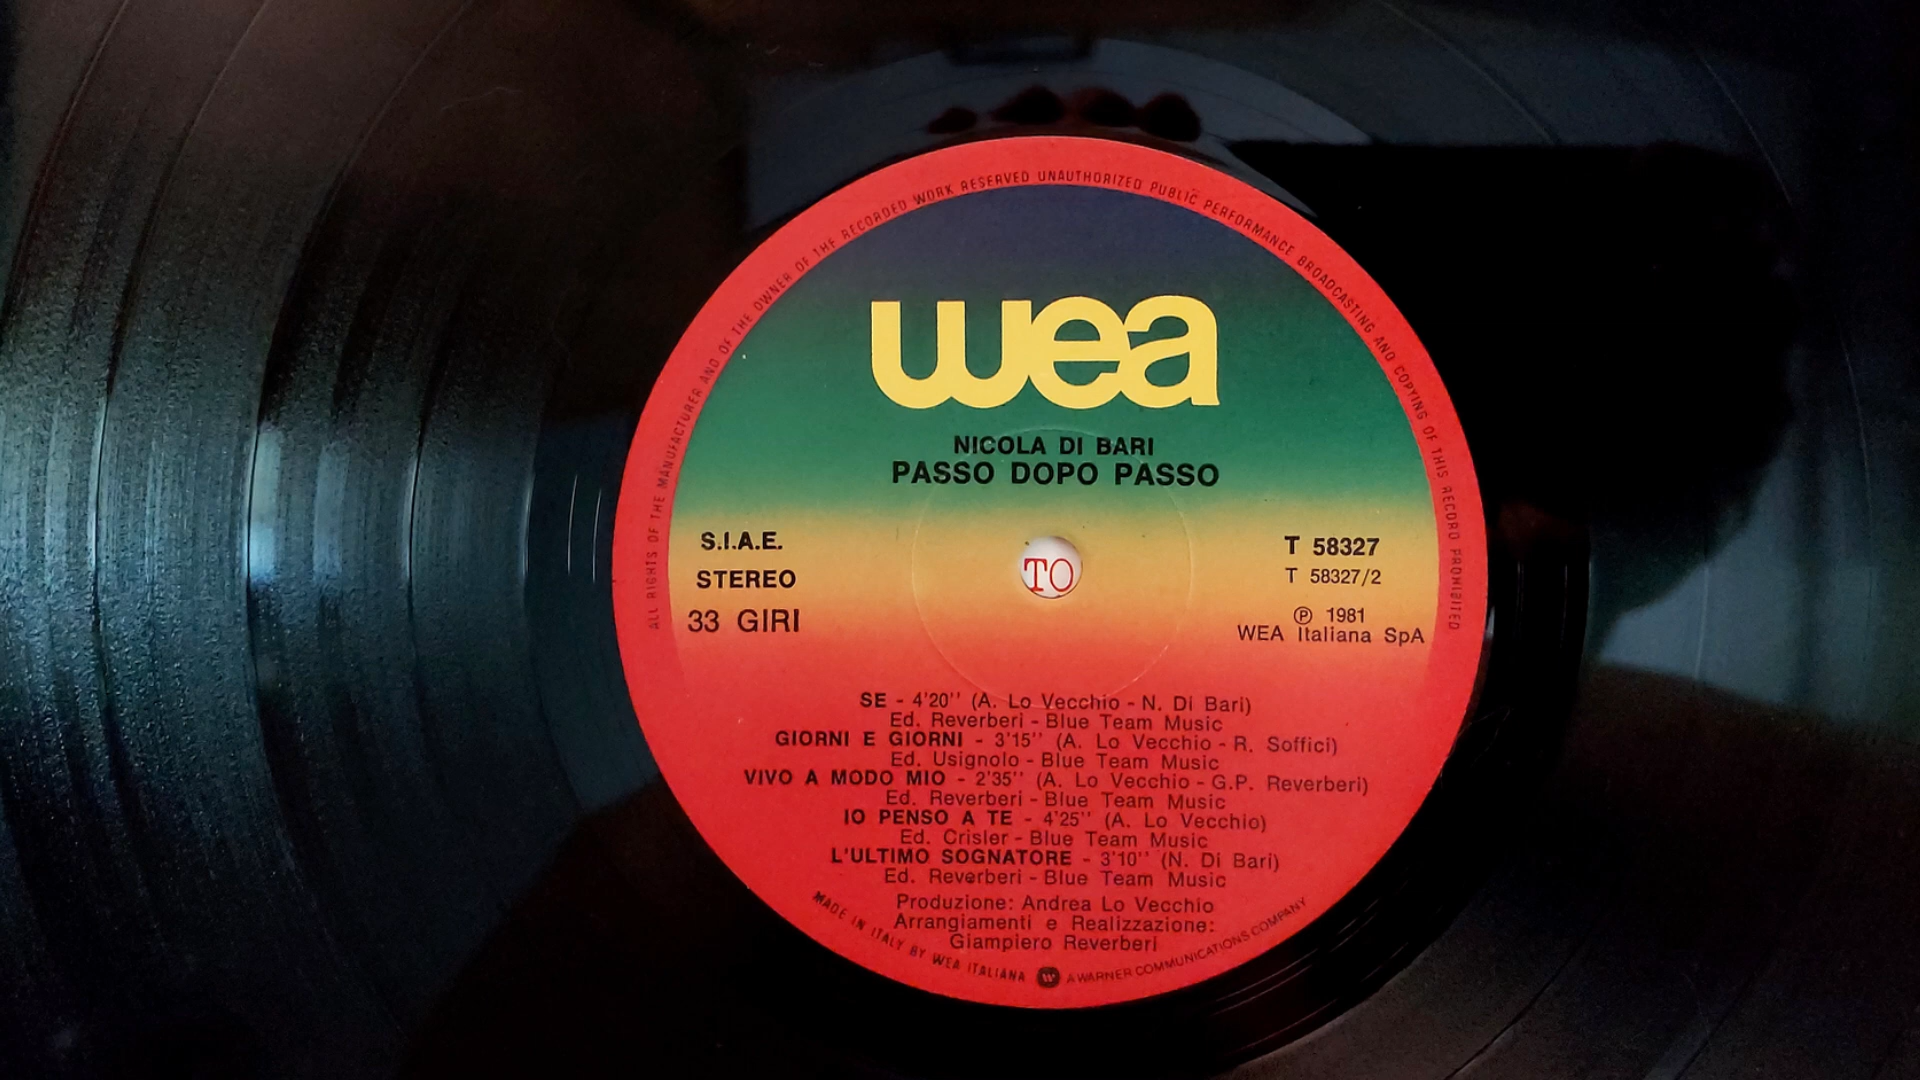 ALL RIGHTS OF THE MANUFACTURER AND OF THE OWNER OF THE RECORDED WORK RESERVED UNAUTHORIZED PUBLIC PERFORMANCE BROADCASTING AND COPYING OF THIS RECORD PROHIBITED
wea
NICOLA DI BARI
PASSO DOPO PASSO
S.I.A.E.
STEREO
33 GIRI
TO
T 58327
T 58327/2
Ⓟ 1981
WEA Italiana SpA
SE - 4'20'' (A. Lo Vecchio - N. Di Bari)
Ed. Reverberi - Blue Team Music
GIORNI E GIORNI - 3'15'' (A. Lo Vecchio - R. Soffici)
Ed. Usignolo - Blue Team Music
VIVO A MODO MIO - 2'35'' (A. Lo Vecchio - G.P. Reverberi)
Ed. Reverberi - Blue Team Music
IO PENSO A TE - 4'25'' (A. Lo Vecchio)
Ed. Crisler - Blue Team Music
L'ULTIMO SOGNATORE - 3'10'' (N. Di Bari)
Ed. Reverberi - Blue Team Music
Produzione: Andrea Lo Vecchio
Arrangiamenti e Realizzazione:
Giampiero Reverberi
MADE IN ITALY BY WEA ITALIANA W A WARNER COMMUNICATIONS COMPANY